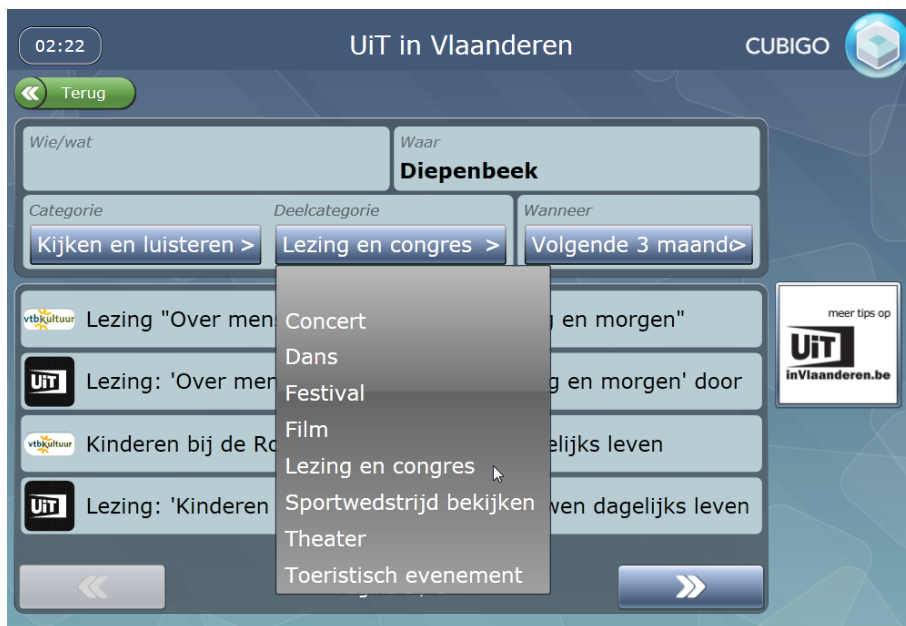 02:22
UiT in Vlaanderen
CUBIGO
Terug
Wie/wat
Waar
Diepenbeek
Categorie
Deelcategorie
Wanneer
Kijken en luisteren >
Lezing en congres >
Volgende 3 maand >
Concert
Dans
Festival
Film
Lezing en congres
Sportwedstrijd bekijken
Theater
Toeristisch evenement
vtbkultuur
Lezing "Over men
en morgen"
UiT
Lezing: 'Over mer
g en morgen' door
vtbkultuur
Kinderen bij de Ro
elijks leven
UiT
Lezing: 'Kinderen
wen dagelijks leven
meer tips op
UiT
inVlaanderen.be